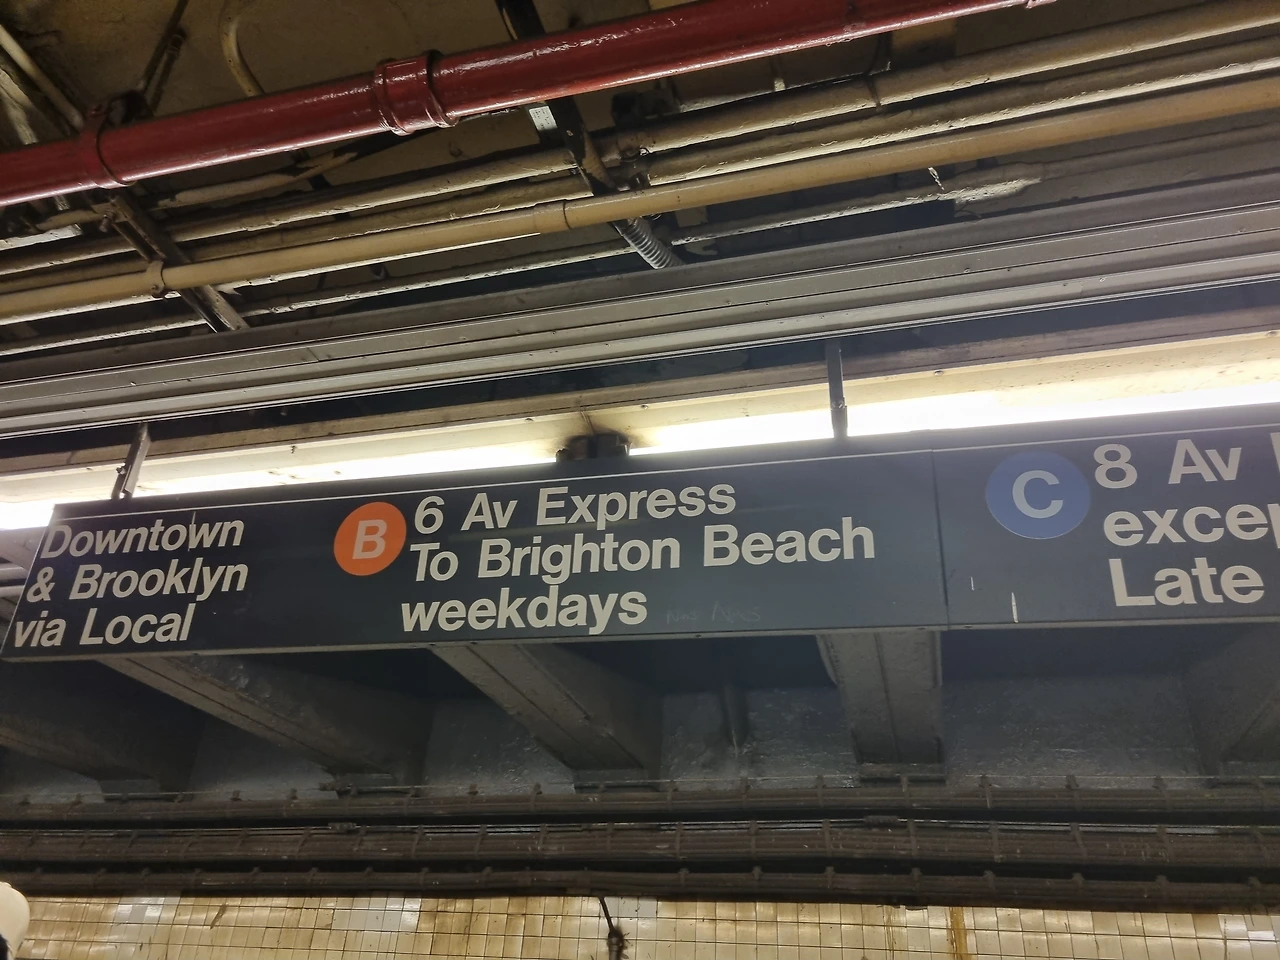 Downtown
& Brooklyn
via Local
B
6 Av Express
To Brighton Beach
weekdays
C
8 Av
excep
Late